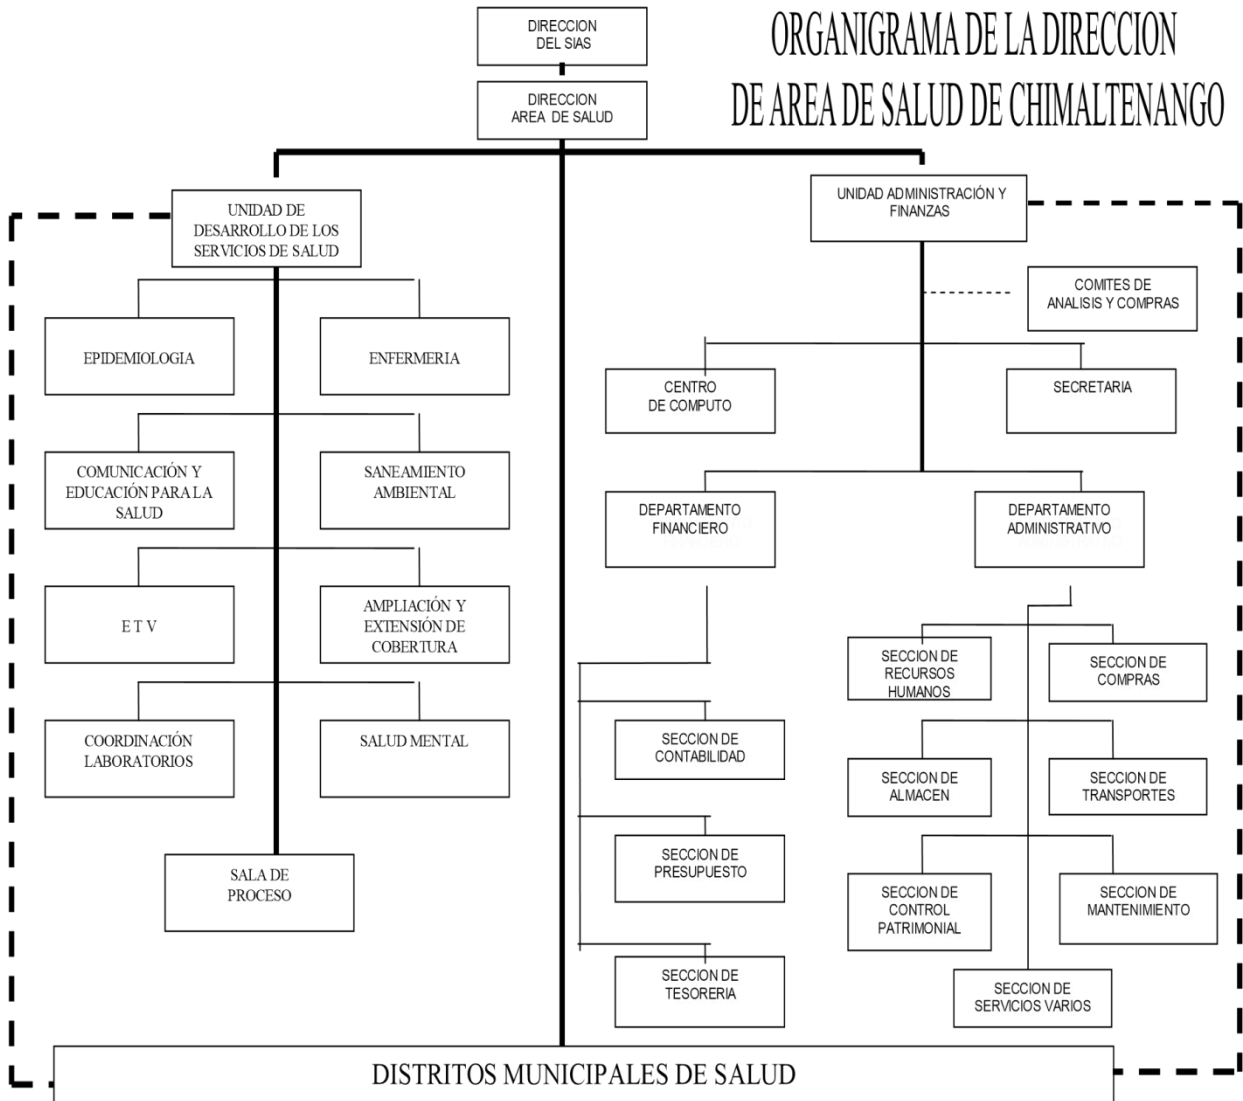 ORGANIGRAMA DE LA DIRECCION
DE AREA DE SALUD DE CHIMALTENANGO
DIRECCION
DEL SIAS
DIRECCION
AREA DE SALUD
UNIDAD DE
DESARROLLO DE LOS
SERVICIOS DE SALUD
UNIDAD ADMINISTRACIÓN Y
FINANZAS
COMITES DE
ANALISIS Y COMPRAS
EPIDEMIOLOGIA
ENFERMERIA
CENTRO
DE COMPUTO
SECRETARIA
COMUNICACIÓN Y
EDUCACIÓN PARA LA
SALUD
SANEAMIENTO
AMBIENTAL
DEPARTAMENTO
FINANCIERO
DEPARTAMENTO
ADMINISTRATIVO
E T V
AMPLIACIÓN Y
EXTENSIÓN DE
COBERTURA
SECCION DE
RECURSOS
HUMANOS
SECCION DE
COMPRAS
COORDINACIÓN
LABORATORIOS
SALUD MENTAL
SECCION DE
CONTABILIDAD
SECCION DE
ALMACEN
SECCION DE
TRANSPORTES
SALA DE
PROCESO
SECCION DE
PRESUPUESTO
SECCION DE
CONTROL
PATRIMONIAL
SECCION DE
MANTENIMIENTO
SECCION DE
TESORERIA
SECCION DE
SERVICIOS VARIOS
DISTRITOS MUNICIPALES DE SALUD